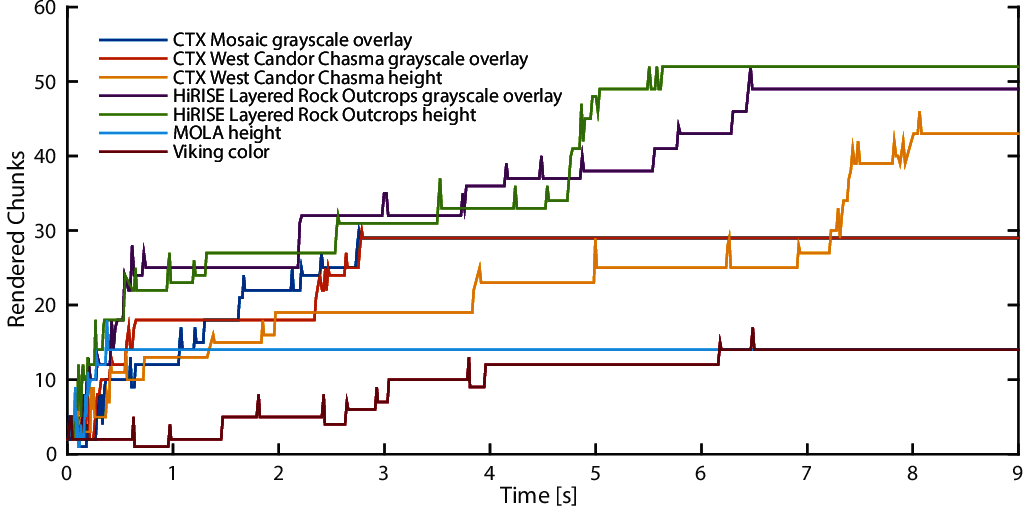 60
50
40
30
20
10
0
Rendered Chunks
CTX Mosaic grayscale overlay
CTX West Candor Chasma grayscale overlay
CTX West Candor Chasma height
HiRISE Layered Rock Outcrops grayscale overlay
HiRISE Layered Rock Outcrops height
MOLA height
Viking color
0 1 2 3 4 5 6 7 8 9
Time [s]